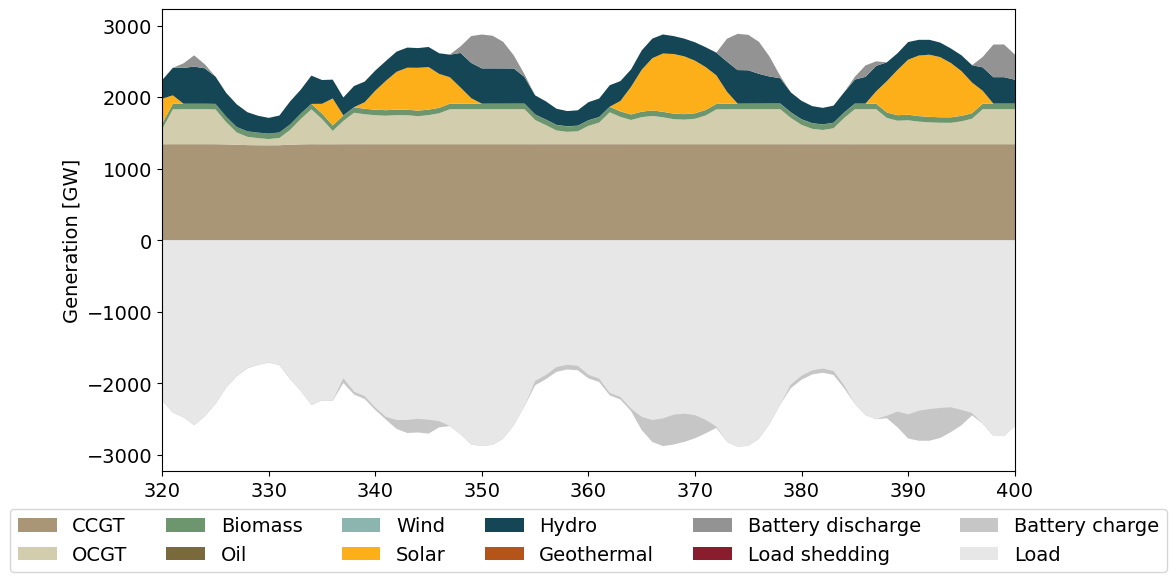 3000
2000
1000
0
−1000
−2000
−3000
Generation [GW]
320 330 340 350 360 370 380 390 400
CCGT Biomass Wind Hydro Battery discharge Battery charge
OCGT Oil Solar Geothermal Load shedding Load